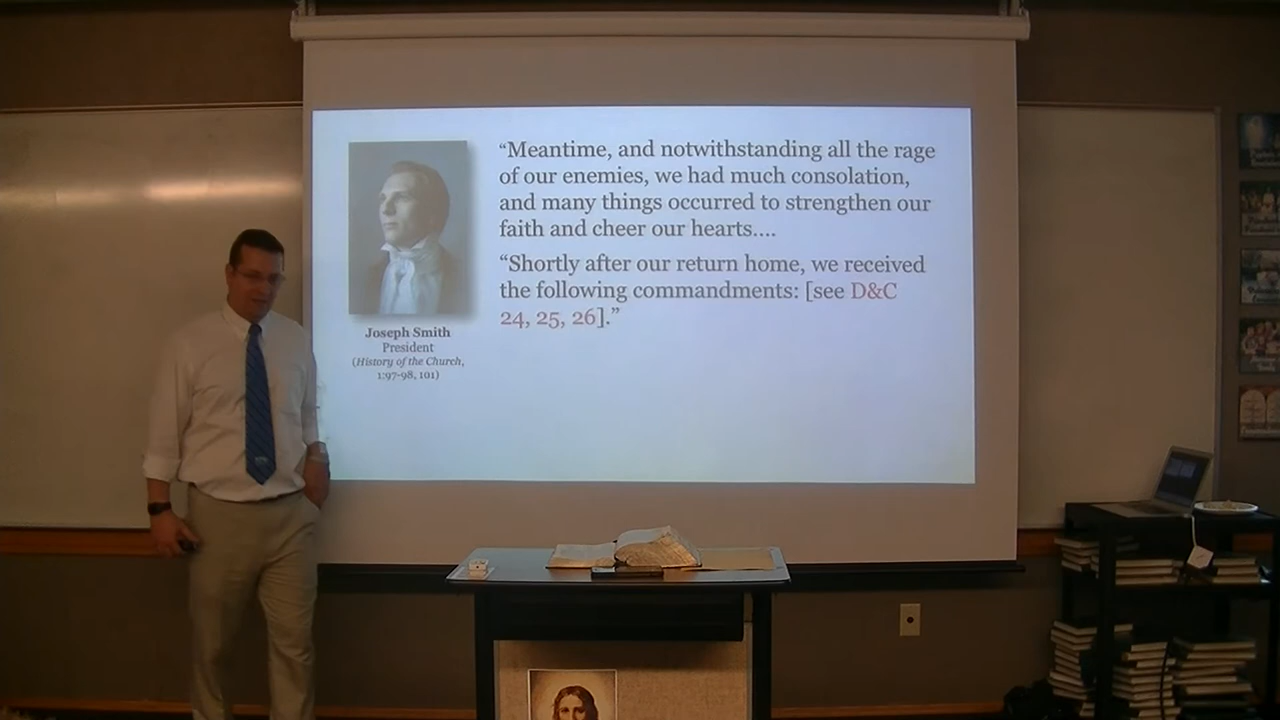 “Meantime, and notwithstanding all the rage
of our enemies, we had much consolation,
and many things occurred to strengthen our
faith and cheer our hearts....
“Shortly after our return home, we received
the following commandments: [see D&C
24, 25, 26].”
Joseph Smith
President
(History of the Church,
1:97-98, 101)